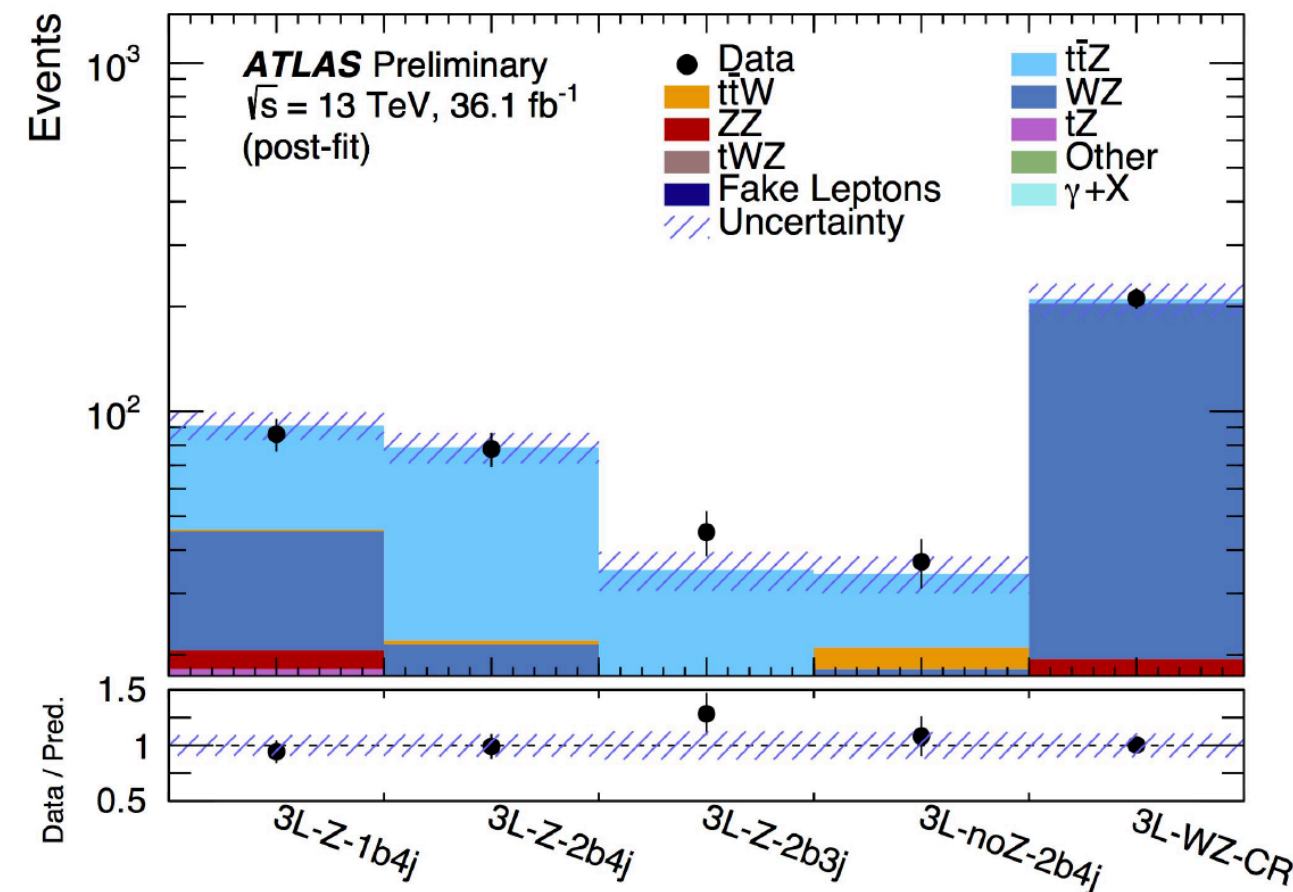 Events
10³
10²
ATLAS Preliminary
√s = 13 TeV, 36.1 fb⁻¹
(post-fit)
Data
tt̄W
ZZ
tWZ
Fake Leptons
Uncertainty
tt̄Z
WZ
tZ
Other
γ+X
Data / Pred.
1.5
1
0.5
3L-Z-1b4j
3L-Z-2b4j
3L-Z-2b3j
3L-noZ-2b4j
3L-WZ-CR